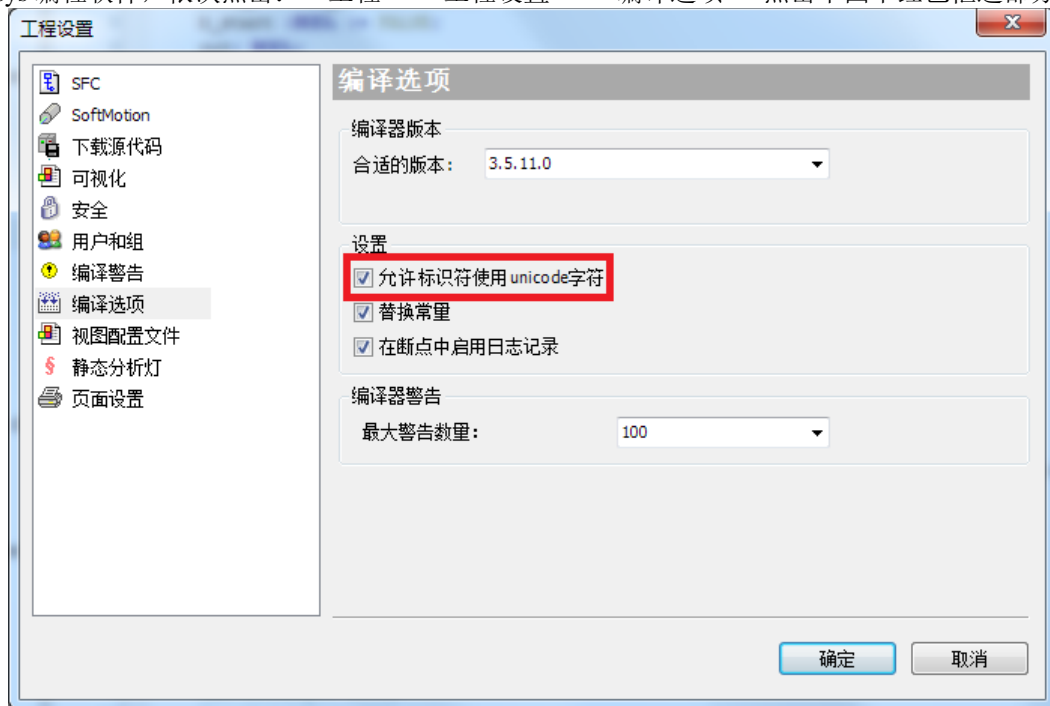 工程设置
SFC
SoftMotion
下载源代码
可视化
安全
用户和组
编译警告
编译选项
视图配置文件
静态分析灯
页面设置
编译选项
编译器版本
合适的版本: 3.5.11.0
设置
允许标识符使用unicode字符
替换常量
在断点中启用日志记录
编译器警告
最大警告数量: 100
确定 取消